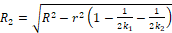 R₂ = √(R² − r² (1 − 1/(2k₁) − 1/(2k₂)))